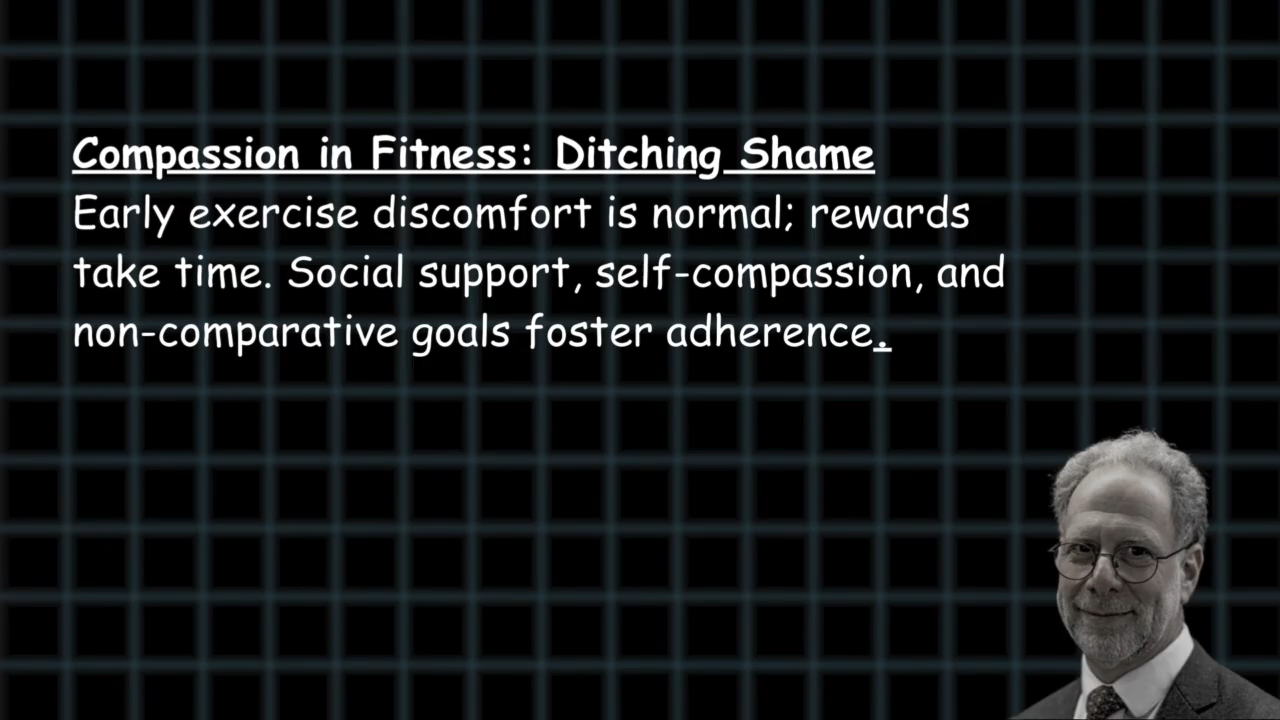 Compassion in Fitness: Ditching Shame
Early exercise discomfort is normal; rewards
take time. Social support, self-compassion, and
non-comparative goals foster adherence.